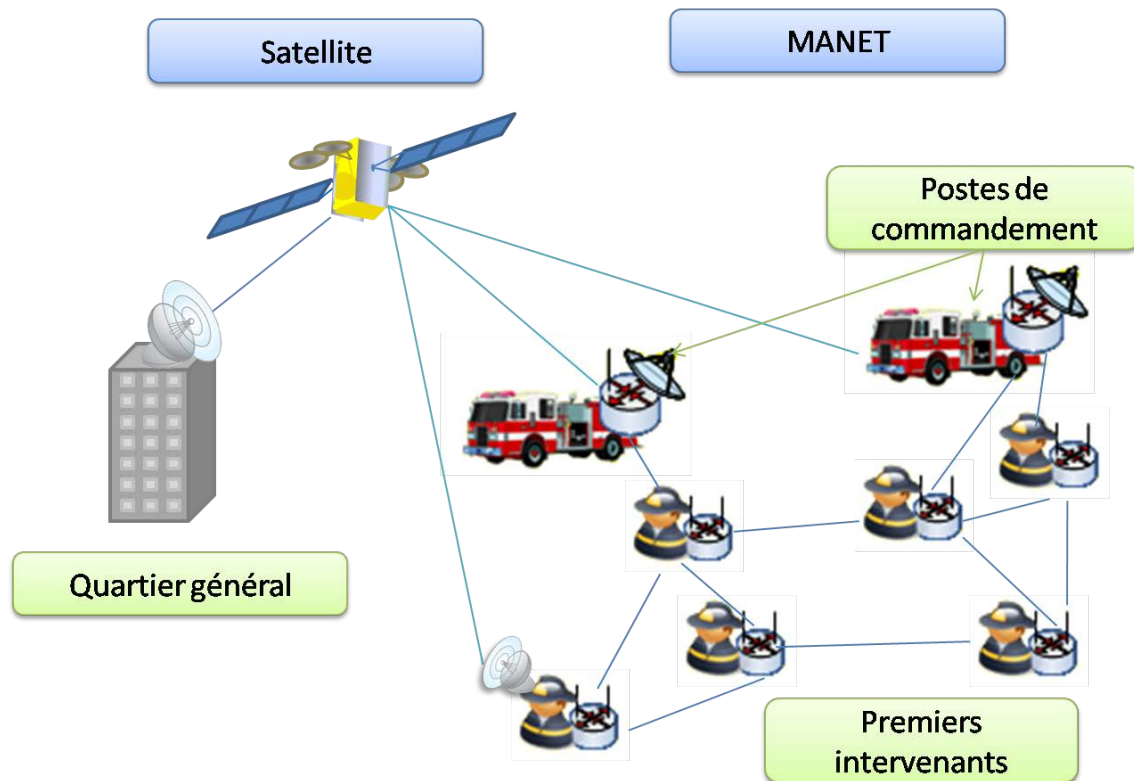 Satellite
MANET
Postes de
commandement
Quartier général
Premiers
intervenants